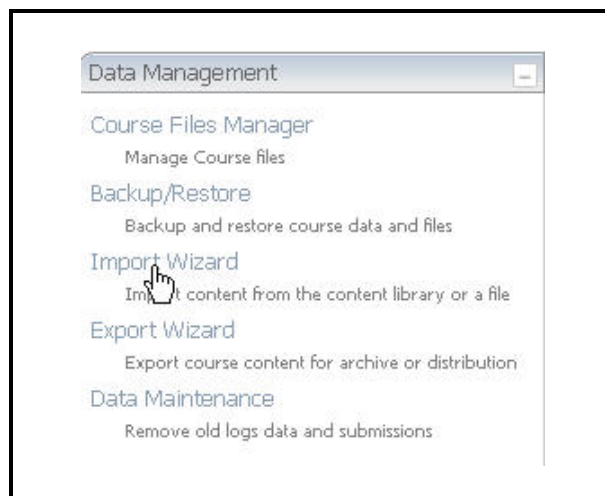 Data Management
Course Files Manager
Manage Course files
Backup/Restore
Backup and restore course data and files
Import Wizard
Import content from the content library or a file
Export Wizard
Export course content for archive or distribution
Data Maintenance
Remove old logs data and submissions